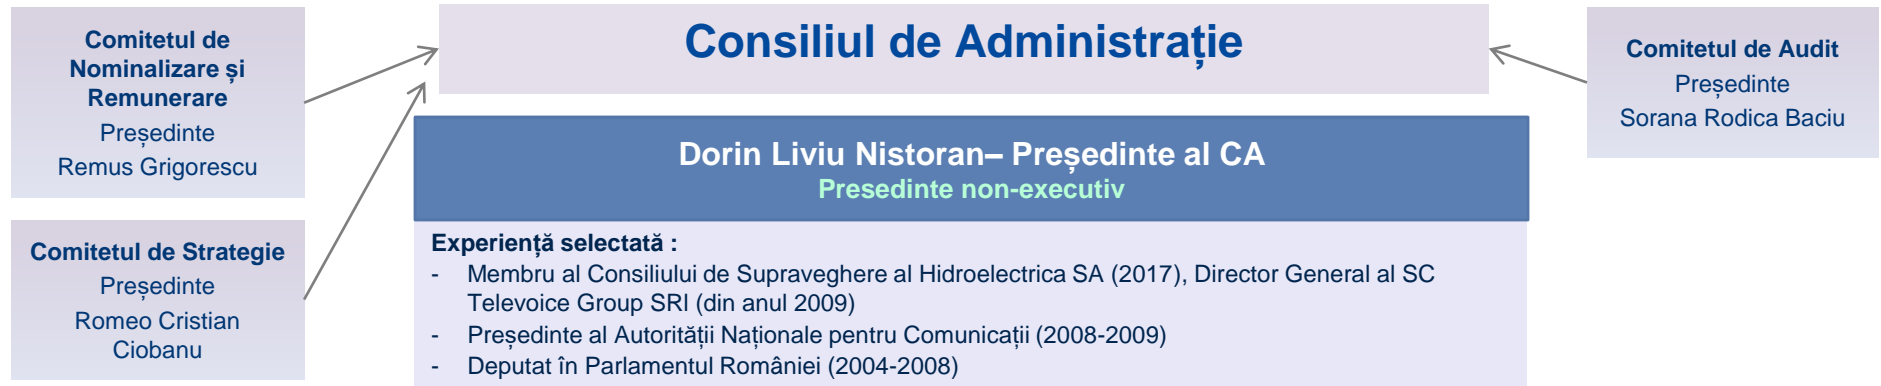 Comitetul de
Nominalizare și
Remunerare
Președinte
Remus Grigorescu
Comitetul de Strategie
Președinte
Romeo Cristian
Ciobanu
Consiliul de Administrație
Dorin Liviu Nistoran– Președinte al CA
Presedinte non-executiv
Experiență selectată :
- Membru al Consiliului de Supraveghere al Hidroelectrica SA (2017), Director General al SC
Televoice Group SRl (din anul 2009)
- Președinte al Autorității Naționale pentru Comunicații (2008-2009)
- Deputat în Parlamentul României (2004-2008)
Comitetul de Audit
Președinte
Sorana Rodica Baciu